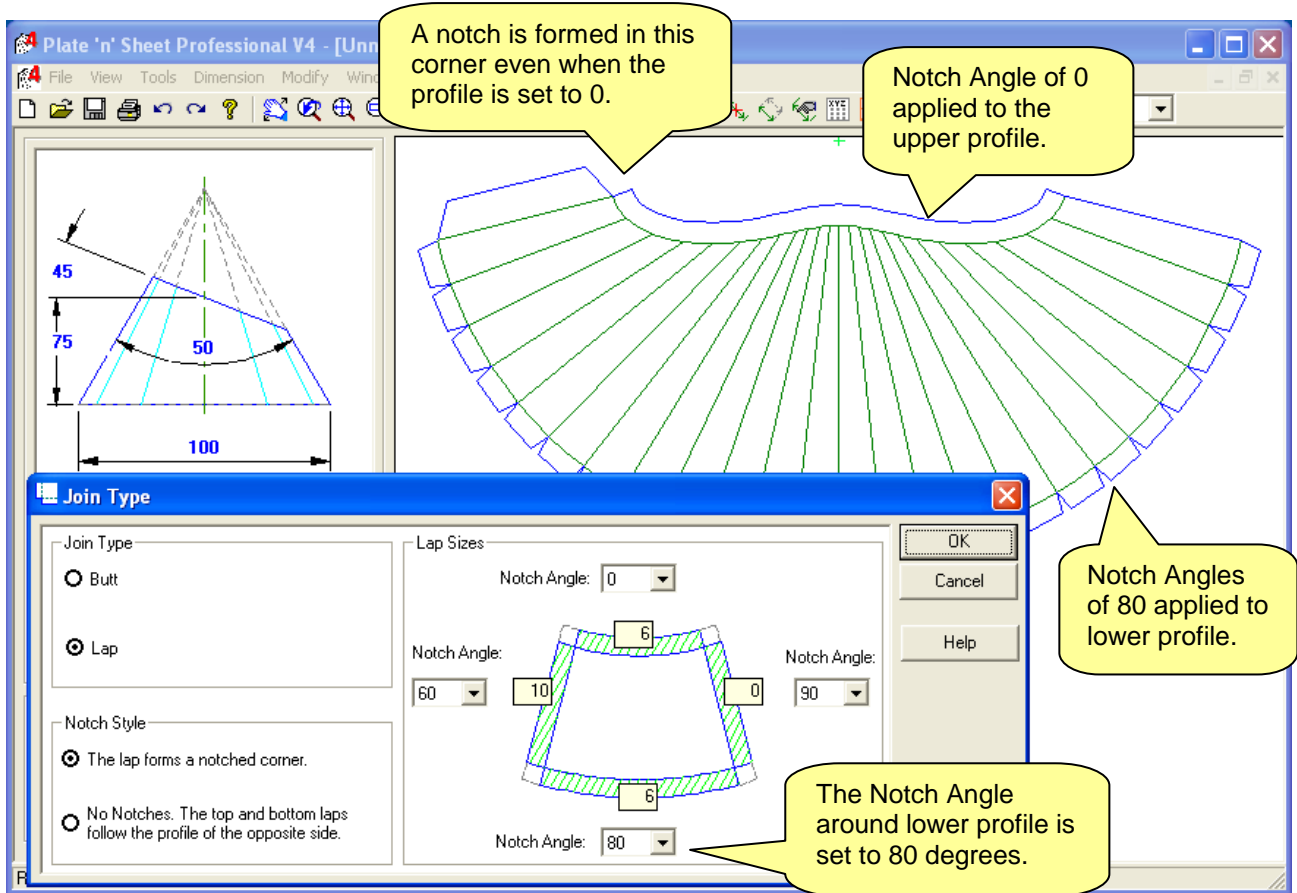 Plate 'n' Sheet Professional V4 - [Unn
A notch is formed in this
corner even when the
profile is set to 0.
File View Tools Dimension Modify
Notch Angle of 0
applied to the
upper profile.
XYZ
45
75
50
100
Join Type
Join Type
Butt
Lap
Notch Style
The lap forms a notched corner.
No Notches. The top and bottom laps
follow the profile of the opposite side.
Lap Sizes
Notch Angle: 0
6
Notch Angle:
60
10
0
Notch Angle:
90
6
Notch Angle: 80
OK
Cancel
Help
Notch Angles
of 80 applied to
lower profile.
The Notch Angle
around lower profile is
set to 80 degrees.